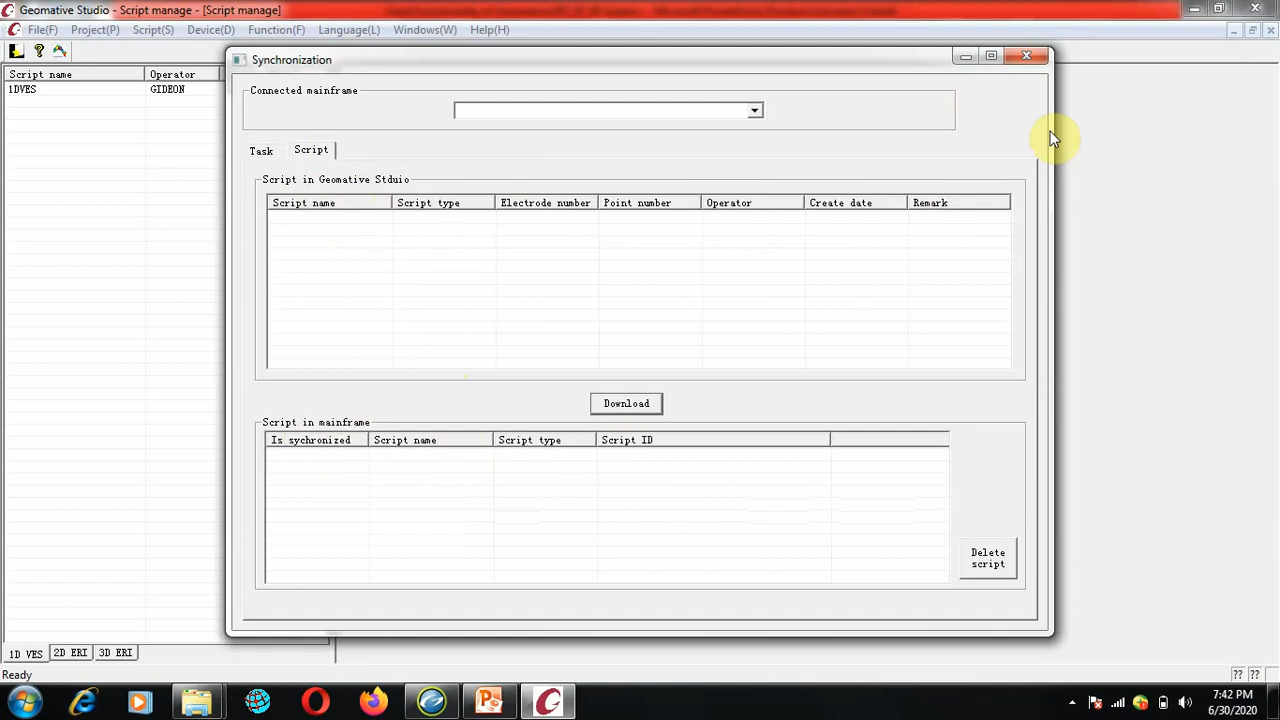 Geomative Studio - Script manage - [Script manage]
File(F) Project(P) Script(S) Device(D) Function(F) Language(L) Windows(W) Help(H)
Script name Operator
1DVES GIDEON
Synchronization
Connected mainframe
Task Script
Script in Geomative Stduio
Script name Script type Electrode number Point number Operator Create date Remark
Download
Script in mainframe
Is sychronized Script name Script type Script ID
Delete
script
1D VES 2D ERI 3D ERI
Ready
?? ??
7:42 PM
6/30/2020